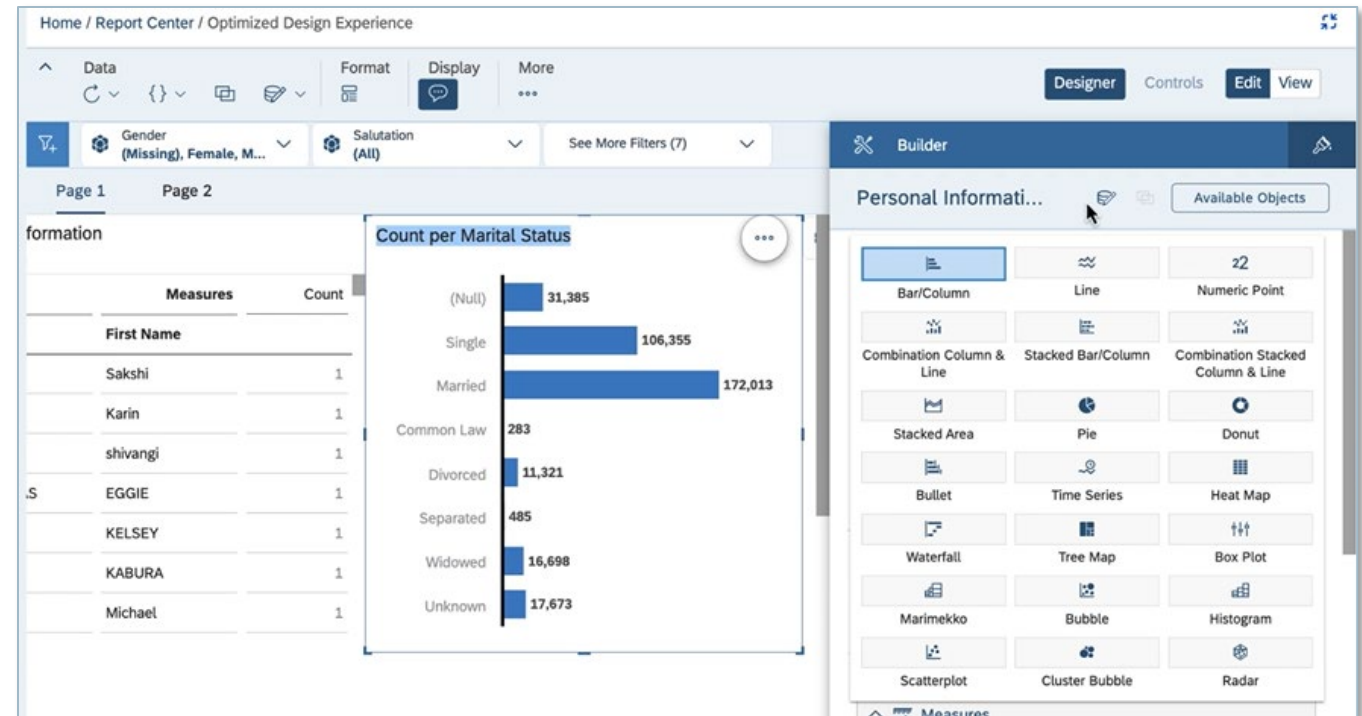 Home / Report Center / Optimized Design Experience
Data Format Display More
{}
Designer Controls Edit View
Gender
(Missing), Female, M...
Salutation
(All)
See More Filters (7)
Page 1 Page 2
formation
Measures Count
First Name
Sakshi 1
Karin 1
shivangi 1
.S EGGIE 1
KELSEY 1
KABURA 1
Michael 1
Count per Marital Status
(Null) 31,385
Single 106,355
Married 172,013
Common Law 283
Divorced 11,321
Separated 485
Widowed 16,698
Unknown 17,673
Builder
Personal Informati... Available Objects
22
Bar/Column Line Numeric Point
Combination Column & Line Stacked Bar/Column Combination Stacked Column & Line
Stacked Area Pie Donut
Bullet Time Series Heat Map
Waterfall Tree Map Box Plot
Marimekko Bubble Histogram
Scatterplot Cluster Bubble Radar
Measures